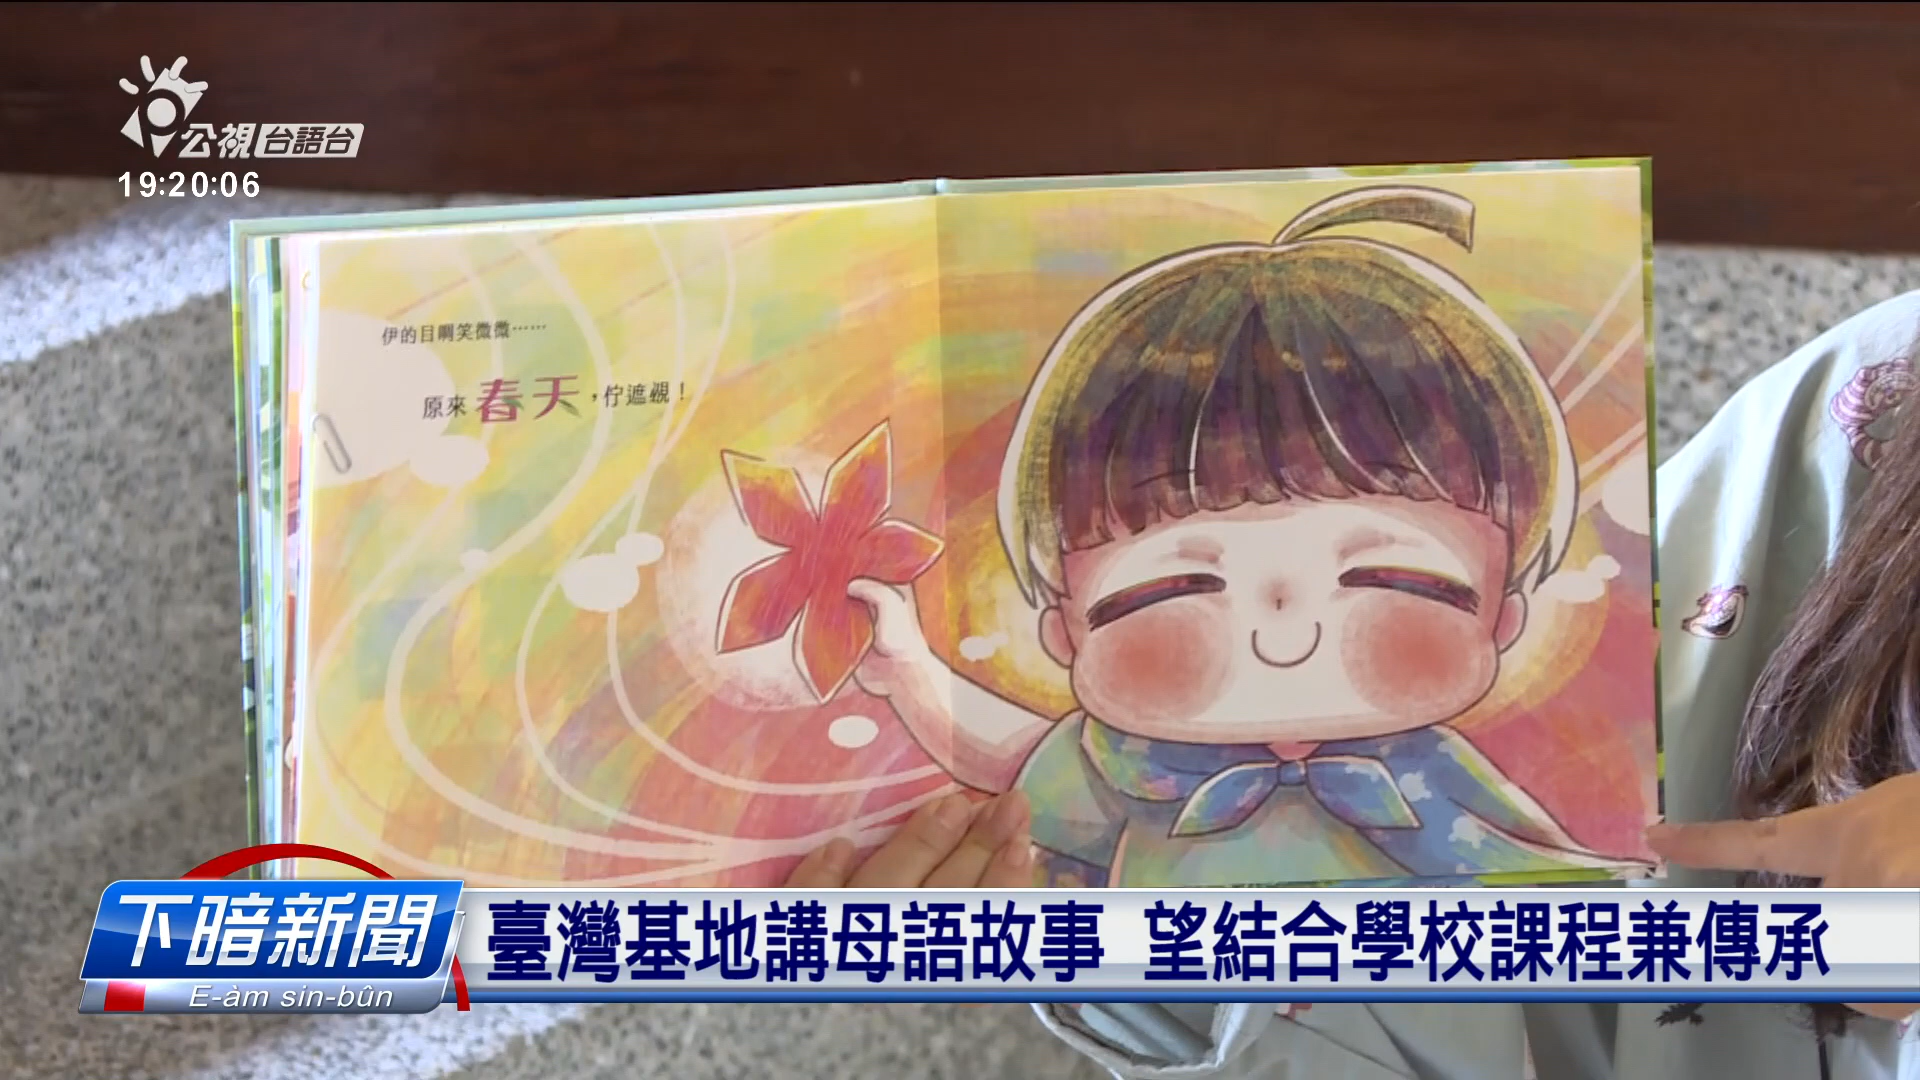 公視 台語台
19:20:06
伊的目睭笑微微……
原來春天,佇遮覕!
下暗新聞
E-àm sin-bûn
臺灣基地講母語故事 望結合學校課程兼傳承